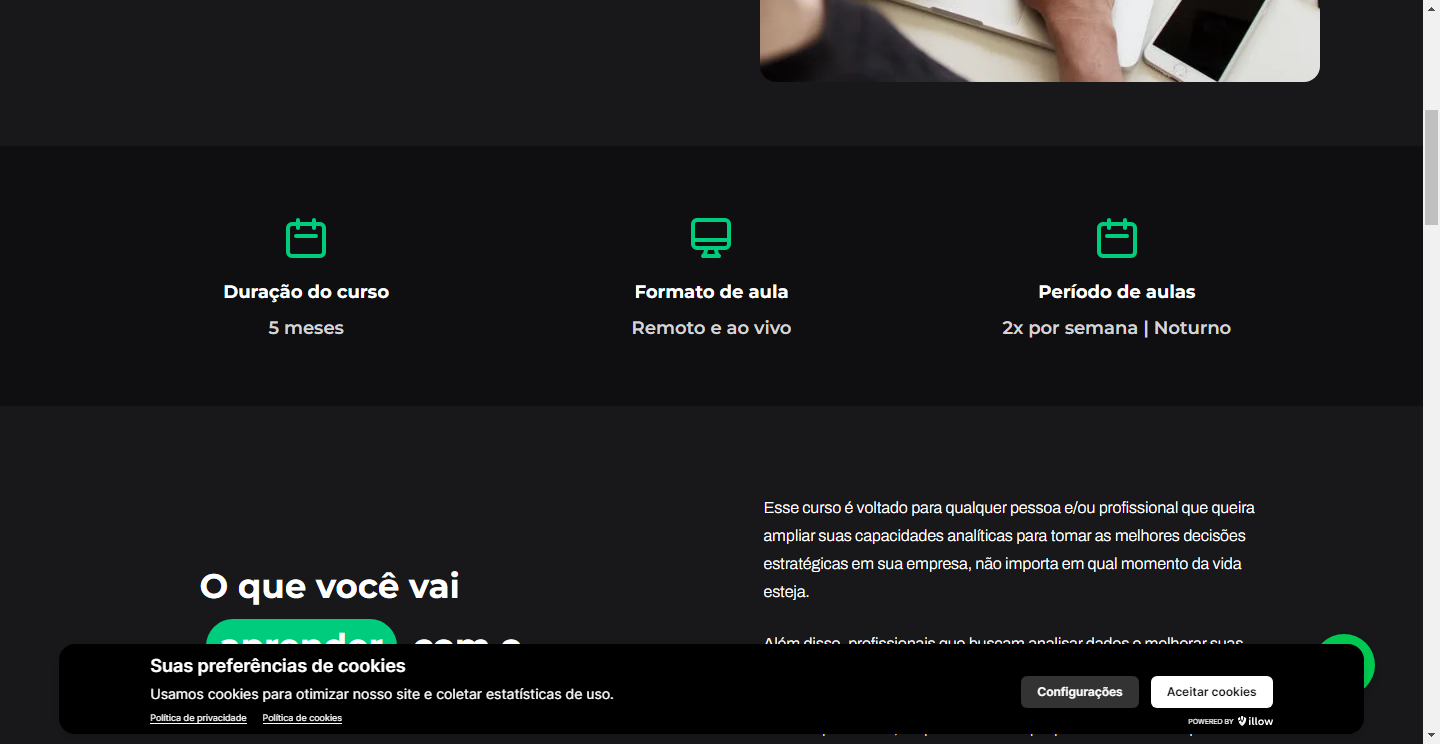 Duração do curso
5 meses
Formato de aula
Remoto e ao vivo
Período de aulas
2x por semana | Noturno
O que você vai
aprender com o
Esse curso é voltado para qualquer pessoa e/ou profissional que queira
ampliar suas capacidades analíticas para tomar as melhores decisões
estratégicas em sua empresa, não importa em qual momento da vida
esteja.
Além disso, profissionais que buscam analisar dados e melhorar suas
Suas preferências de cookies
Usamos cookies para otimizar nosso site e coletar estatísticas de uso.
Política de privacidade Política de cookies
Configurações
Aceitar cookies
POWERED BY illow